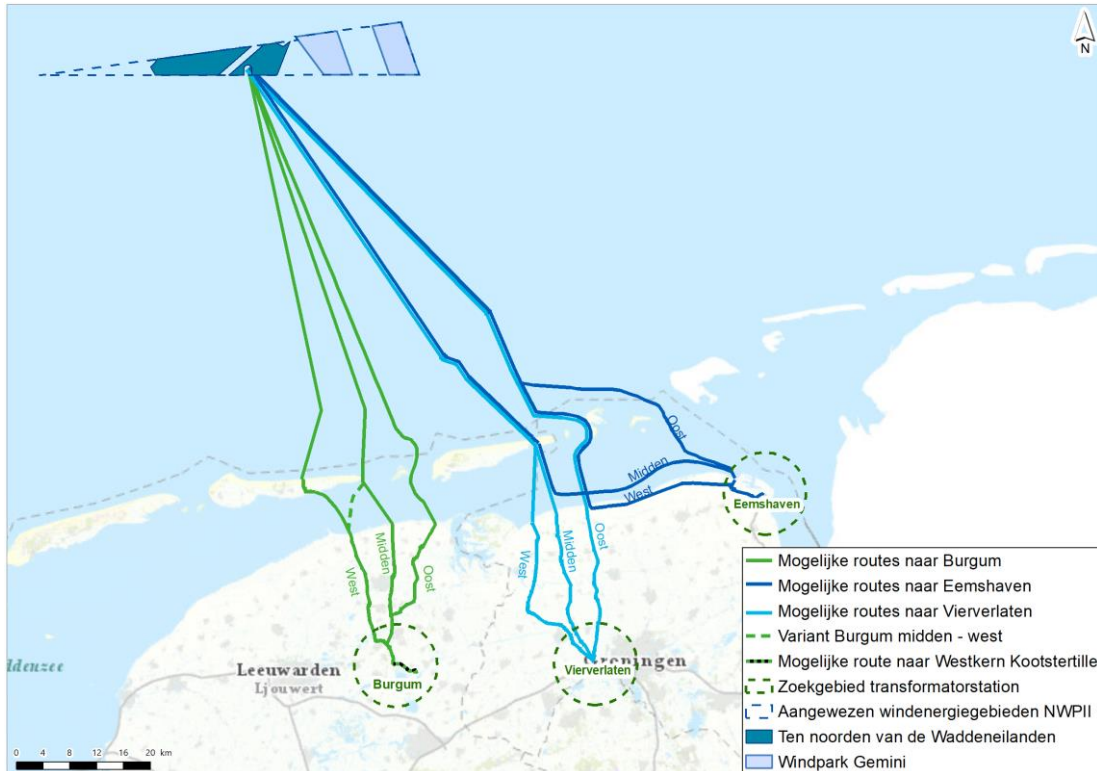 N
Oost
Midden
West
Eemshaven
Oost
Midden
West
West
Midden
Oost
Leeuwarden
Ljouwert
Burgum
Vierverlaten
0 4 8 12 16 20 km
Mogelijke routes naar Burgum
Mogelijke routes naar Eemshaven
Mogelijke routes naar Vierverlaten
Variant Burgum midden - west
Mogelijke route naar Westkern Kootstertille
Zoekgebied transformatorstation
Aangewezen windenergiegebieden NWPII
Ten noorden van de Waddeneilanden
Windpark Gemini